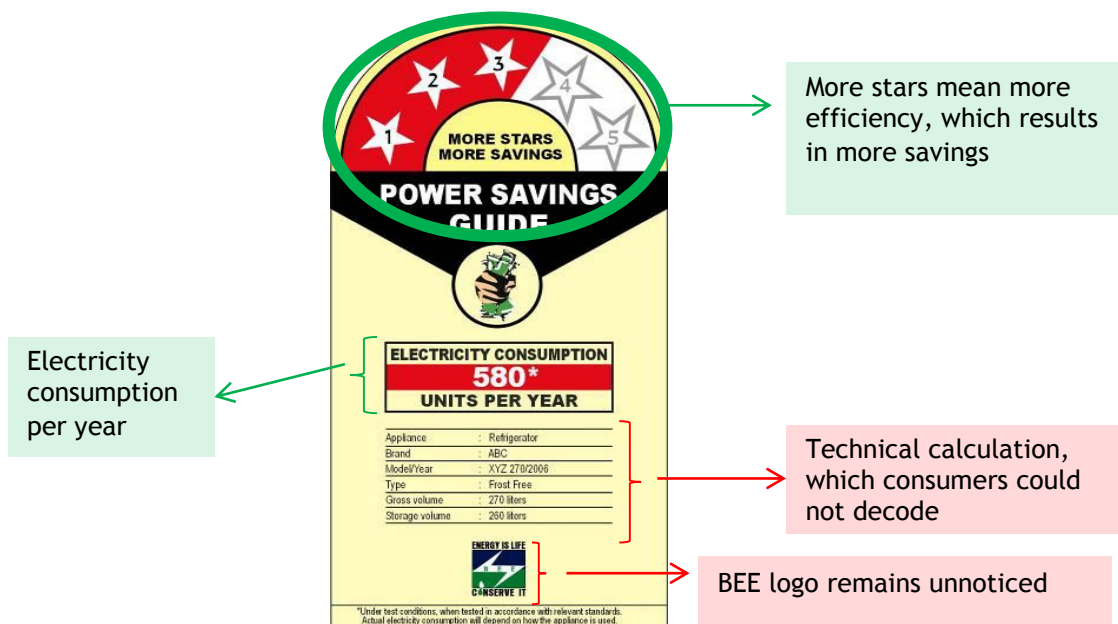 1
2
3
4
5
MORE STARS
MORE SAVINGS
POWER SAVINGS
GUIDE
More stars mean more
efficiency, which results
in more savings
Electricity
consumption
per year
ELECTRICITY CONSUMPTION
580*
UNITS PER YEAR
Appliance : Refrigerator
Brand : ABC
Model/Year : XYZ 270/2006
Type : Frost Free
Gross volume : 270 liters
Storage volume : 260 liters
Technical calculation,
which consumers could
not decode
ENERGY IS LIFE
BEE
CONSERVE IT
BEE logo remains unnoticed
*Under test conditions, when tested in accordance with relevant standards.
Actual electricity consumption will depend on how the appliance is used.